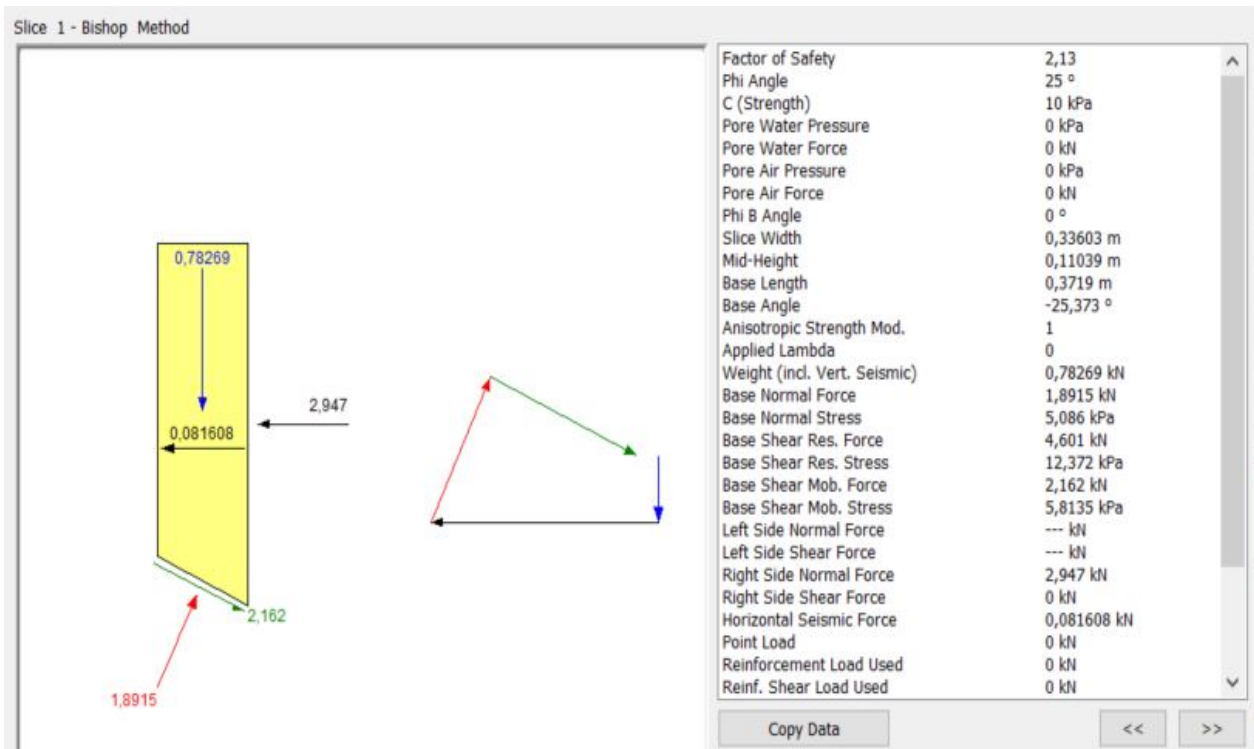 Slice 1 - Bishop Method
0,78269
0,081608
2,947
2,162
1,8915
Factor of Safety 2,13
Phi Angle 25 º
C (Strength) 10 kPa
Pore Water Pressure 0 kPa
Pore Water Force 0 kN
Pore Air Pressure 0 kPa
Pore Air Force 0 kN
Phi B Angle 0 º
Slice Width 0,33603 m
Mid-Height 0,11039 m
Base Length 0,3719 m
Base Angle -25,373 º
Anisotropic Strength Mod. 1
Applied Lambda 0
Weight (incl. Vert. Seismic) 0,78269 kN
Base Normal Force 1,8915 kN
Base Normal Stress 5,086 kPa
Base Shear Res. Force 4,601 kN
Base Shear Res. Stress 12,372 kPa
Base Shear Mob. Force 2,162 kN
Base Shear Mob. Stress 5,8135 kPa
Left Side Normal Force --- kN
Left Side Shear Force --- kN
Right Side Normal Force 2,947 kN
Right Side Shear Force 0 kN
Horizontal Seismic Force 0,081608 kN
Point Load 0 kN
Reinforcement Load Used 0 kN
Reinf. Shear Load Used 0 kN
Copy Data << >>